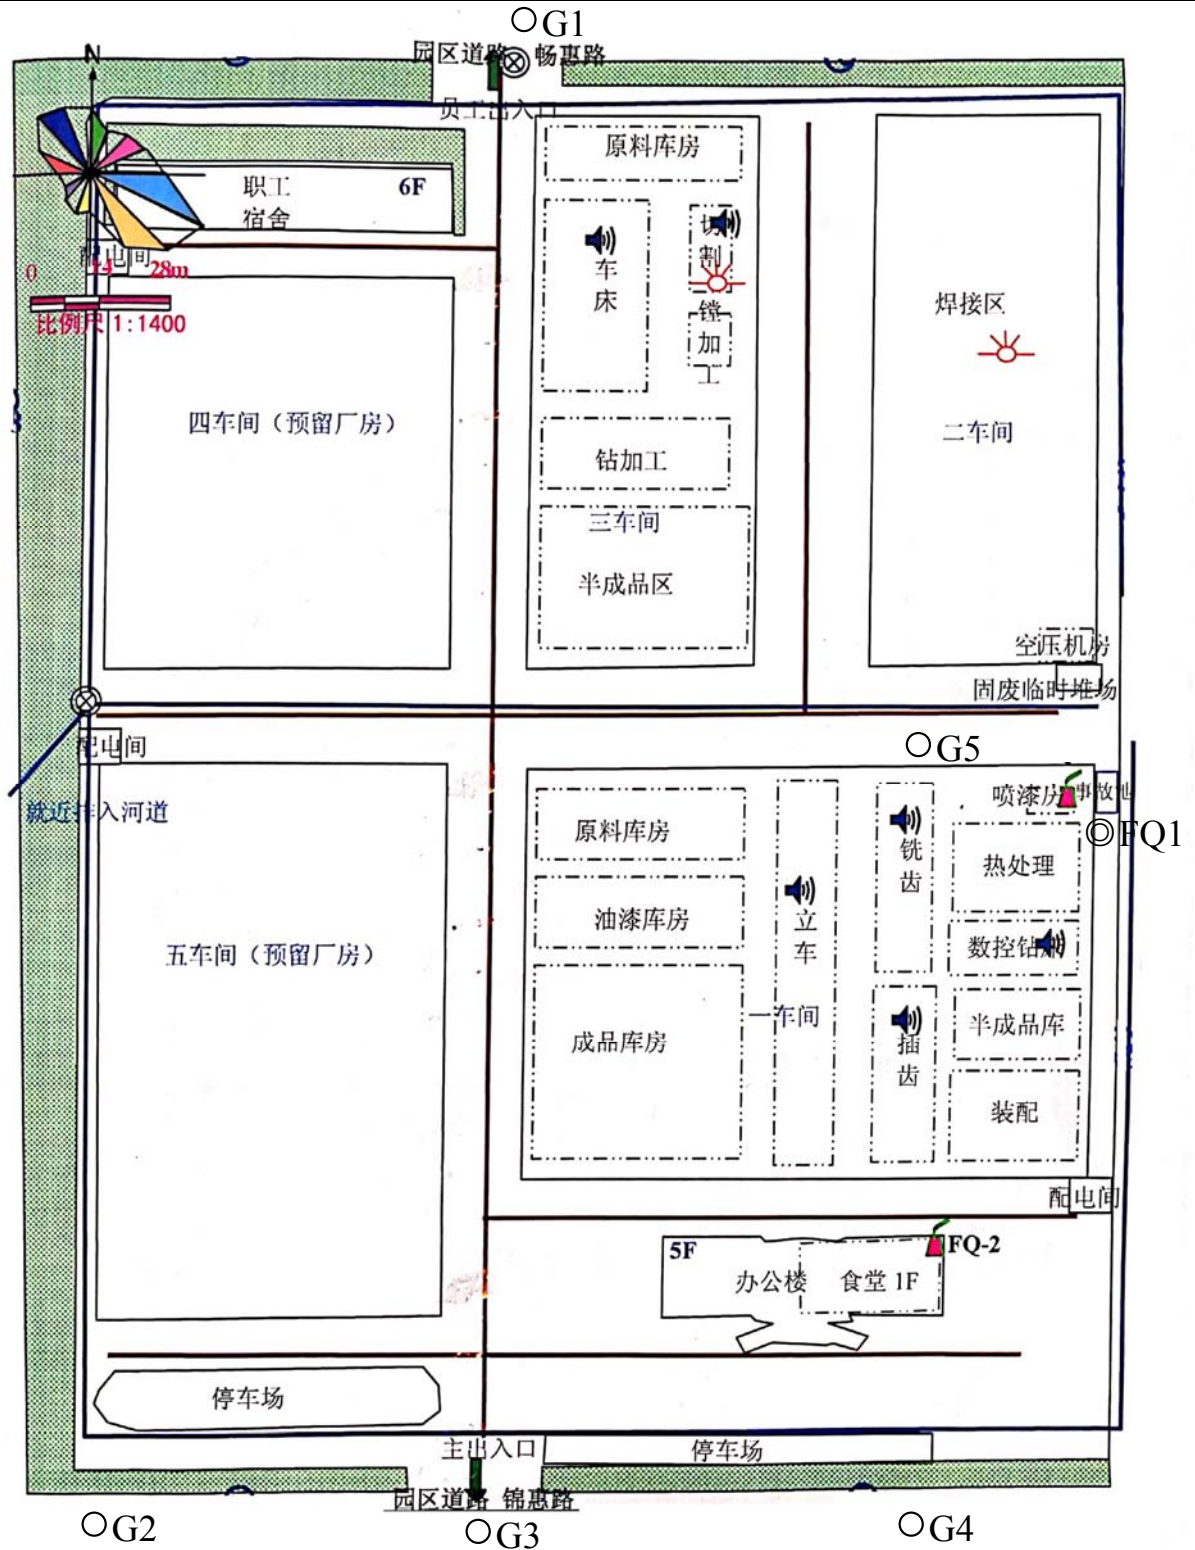 G1
园区道路 畅惠路
N
员工出入口
原料库房
职工
宿舍
6F
切
割
车
床
配电间
0 14 28m
比例尺 1:1400
镗
加
工
焊接区
四车间（预留厂房）
二车间
钻加工
三车间
半成品区
空压机房
固废临时堆场
配电间
G5
就近排入河道
喷漆房
事故池
FQ1
原料库房
铣
齿
热处理
油漆库房
立
车
数控钻床
五车间（预留厂房）
一车间
成品库房
插
齿
半成品库
装配
配电间
5F
FQ-2
办公楼
食堂 1F
停车场
主出入口
停车场
园区道路 锦惠路
G2
G3
G4